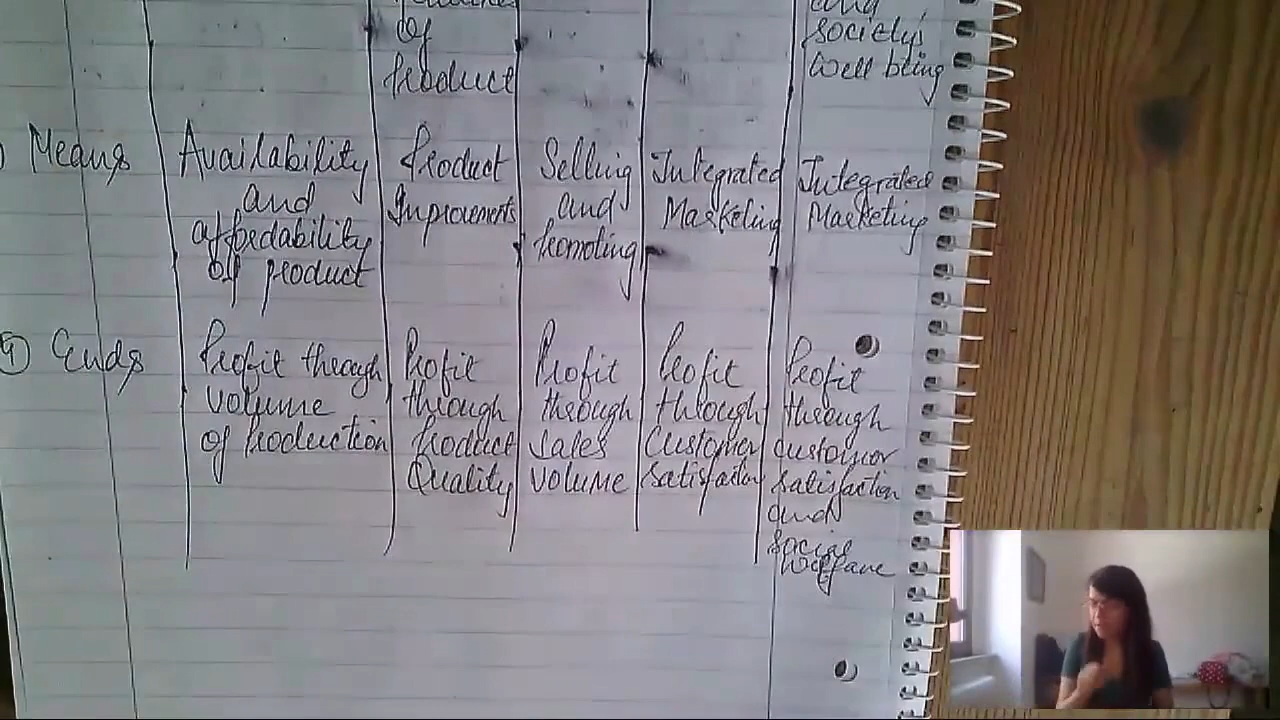 of
product
and
society's
well being
Means
Availability
and
affordability
of product
Product
Improvements
Selling
and
promoting
Integrated
Marketing
Integrated
Marketing
Ends
Profit through
volume
of production
Profit
through
product
Quality
Profit
through
sales
volume
Profit
through
customer
satisfaction
Profit
through
customer
satisfaction
and
social
welfare